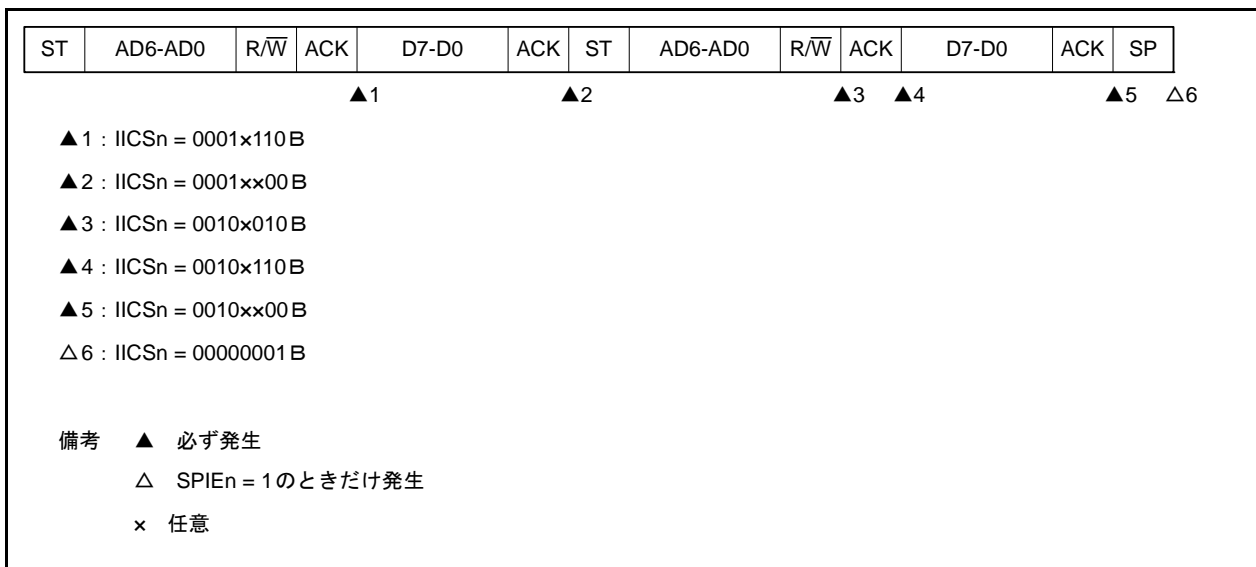 ST AD6-AD0 R/W̅ ACK D7-D0 ACK ST AD6-AD0 R/W̅ ACK D7-D0 ACK SP
▲1 ▲2 ▲3 ▲4 ▲5 △6
▲1：IICSn = 0001×110B
▲2：IICSn = 0001××00B
▲3：IICSn = 0010×010B
▲4：IICSn = 0010×110B
▲5：IICSn = 0010××00B
△6：IICSn = 00000001B
備考 ▲ 必ず発生
△ SPIEn = 1のときだけ発生
× 任意